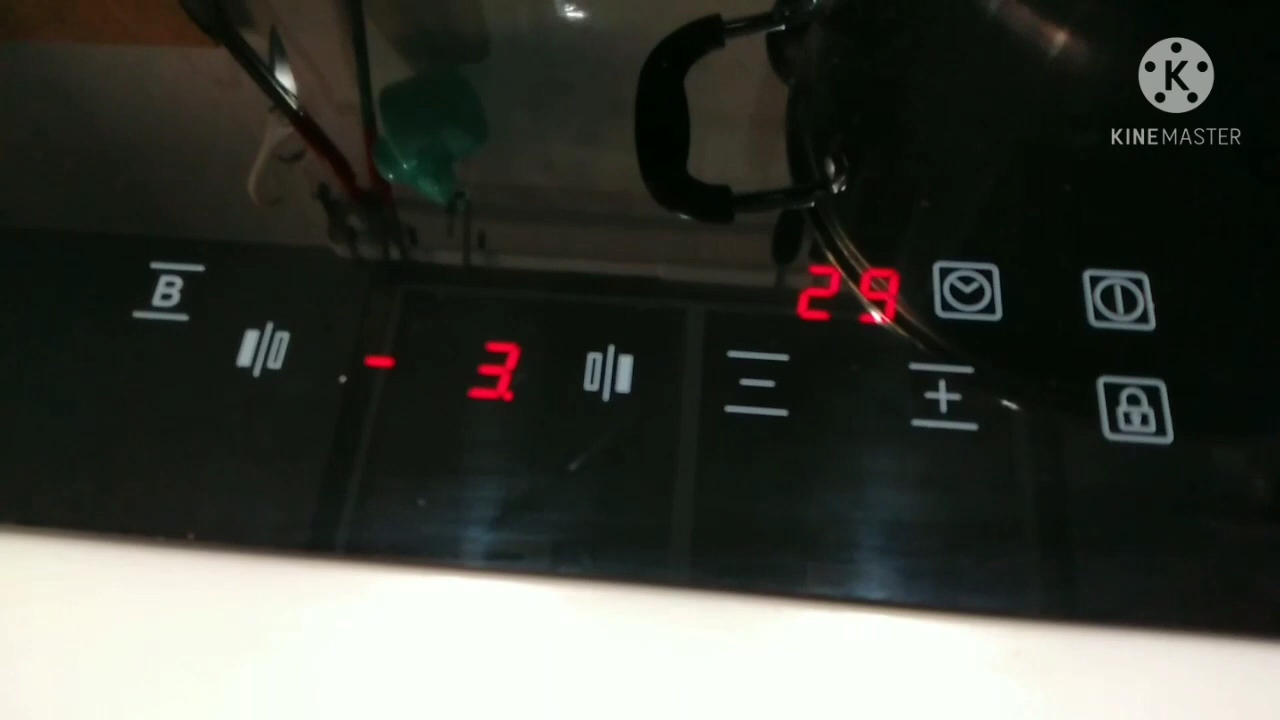 K
KINEMASTER
B
29
- 3.
- +